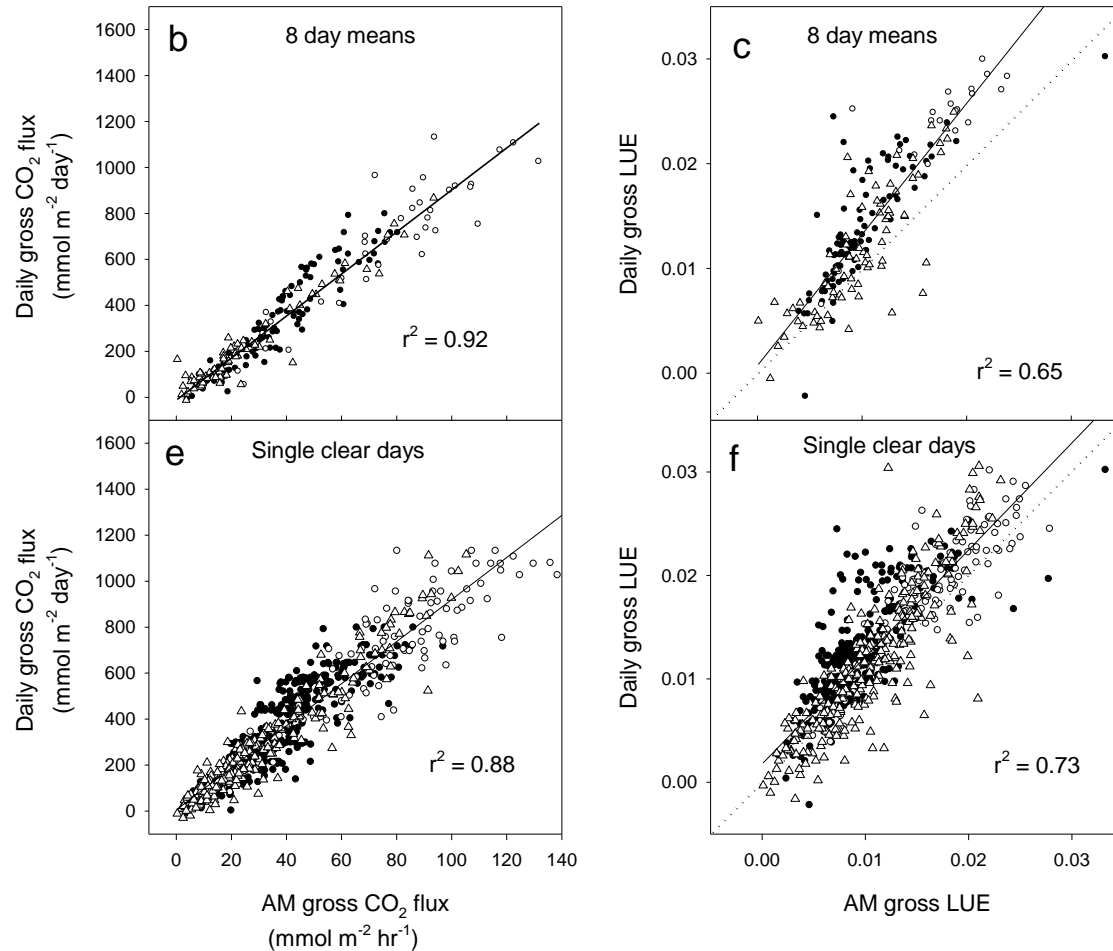 b
8 day means
1600
1400
1200
1000
800
600
400
200
0
Daily gross CO₂ flux
(mmol m⁻² day⁻¹)
r² = 0.92
c
8 day means
0.03
0.02
0.01
0.00
Daily gross LUE
r² = 0.65
e
Single clear days
1600
1400
1200
1000
800
600
400
200
0
Daily gross CO₂ flux
(mmol m⁻² day⁻¹)
r² = 0.88
0 20 40 60 80 100 120 140
AM gross CO₂ flux
(mmol m⁻² hr⁻¹)
f
Single clear days
0.03
0.02
0.01
0.00
Daily gross LUE
r² = 0.73
0.00 0.01 0.02 0.03
AM gross LUE